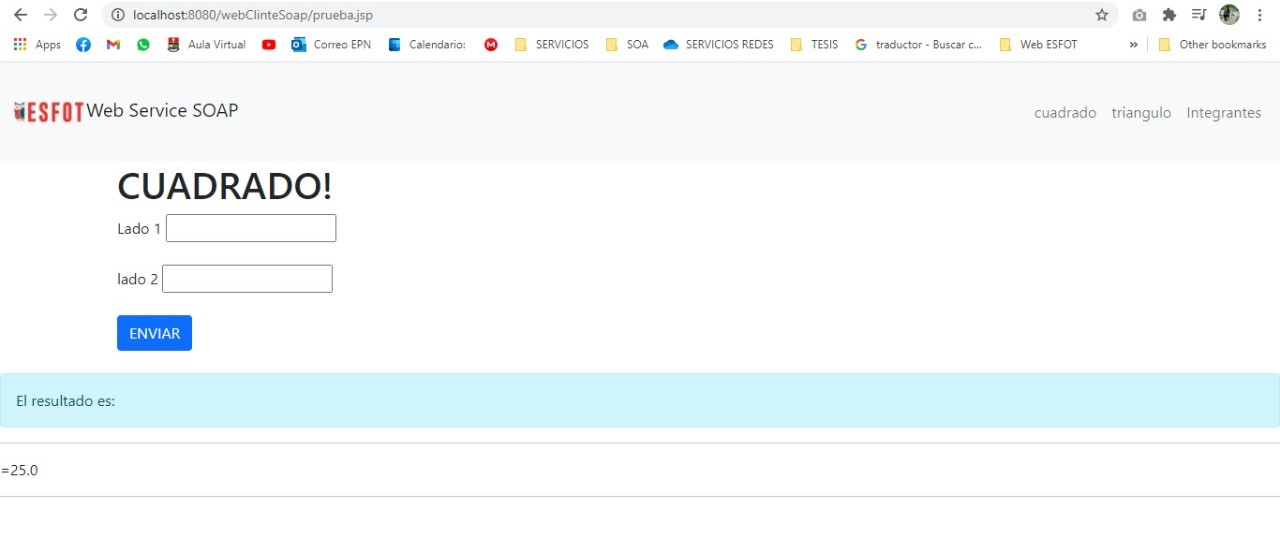 localhost:8080/webClinteSoap/prueba.jsp
Apps Aula Virtual Correo EPN Calendario: SERVICIOS SOA SERVICIOS REDES TESIS traductor - Buscar c... Web ESFOT » Other bookmarks
ESFOT Web Service SOAP cuadrado triangulo Integrantes
CUADRADO!
Lado 1
lado 2
ENVIAR
El resultado es:
=25.0